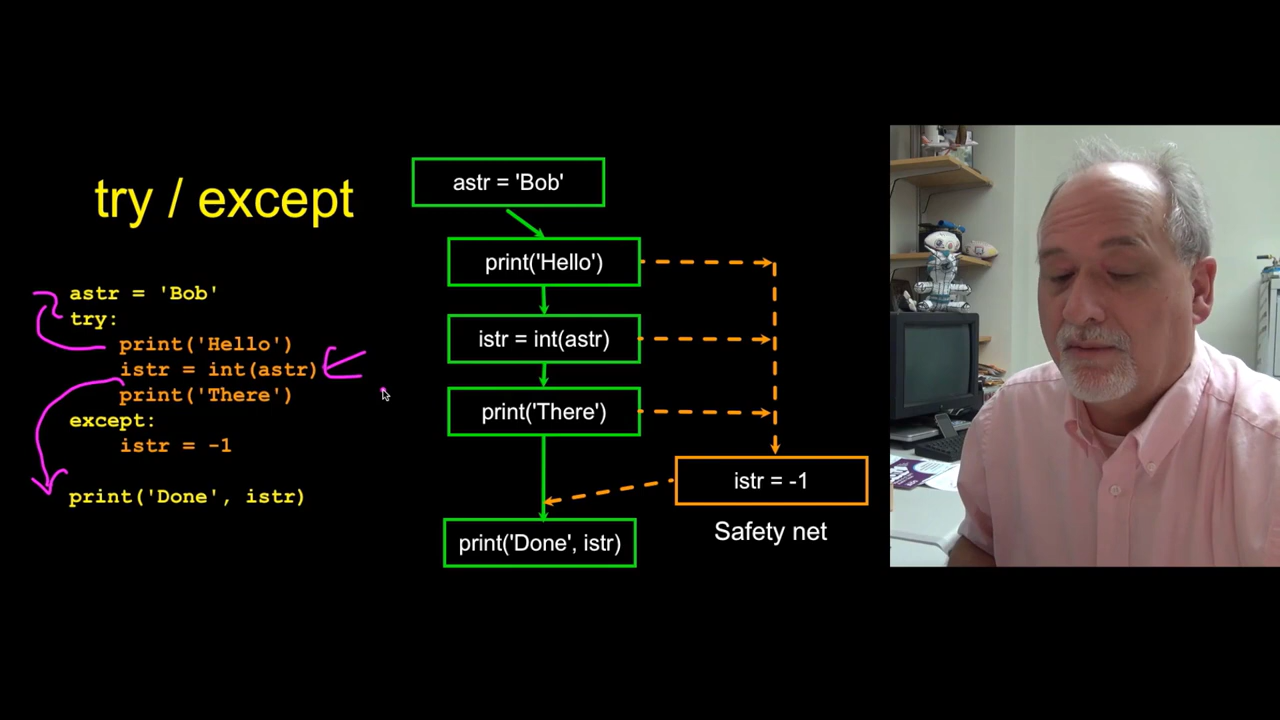 try / except
astr = 'Bob'
try:
print('Hello')
istr = int(astr)
print('There')
except:
istr = -1
print('Done', istr)
astr = 'Bob'
print('Hello')
istr = int(astr)
print('There')
istr = -1
Safety net
print('Done', istr)